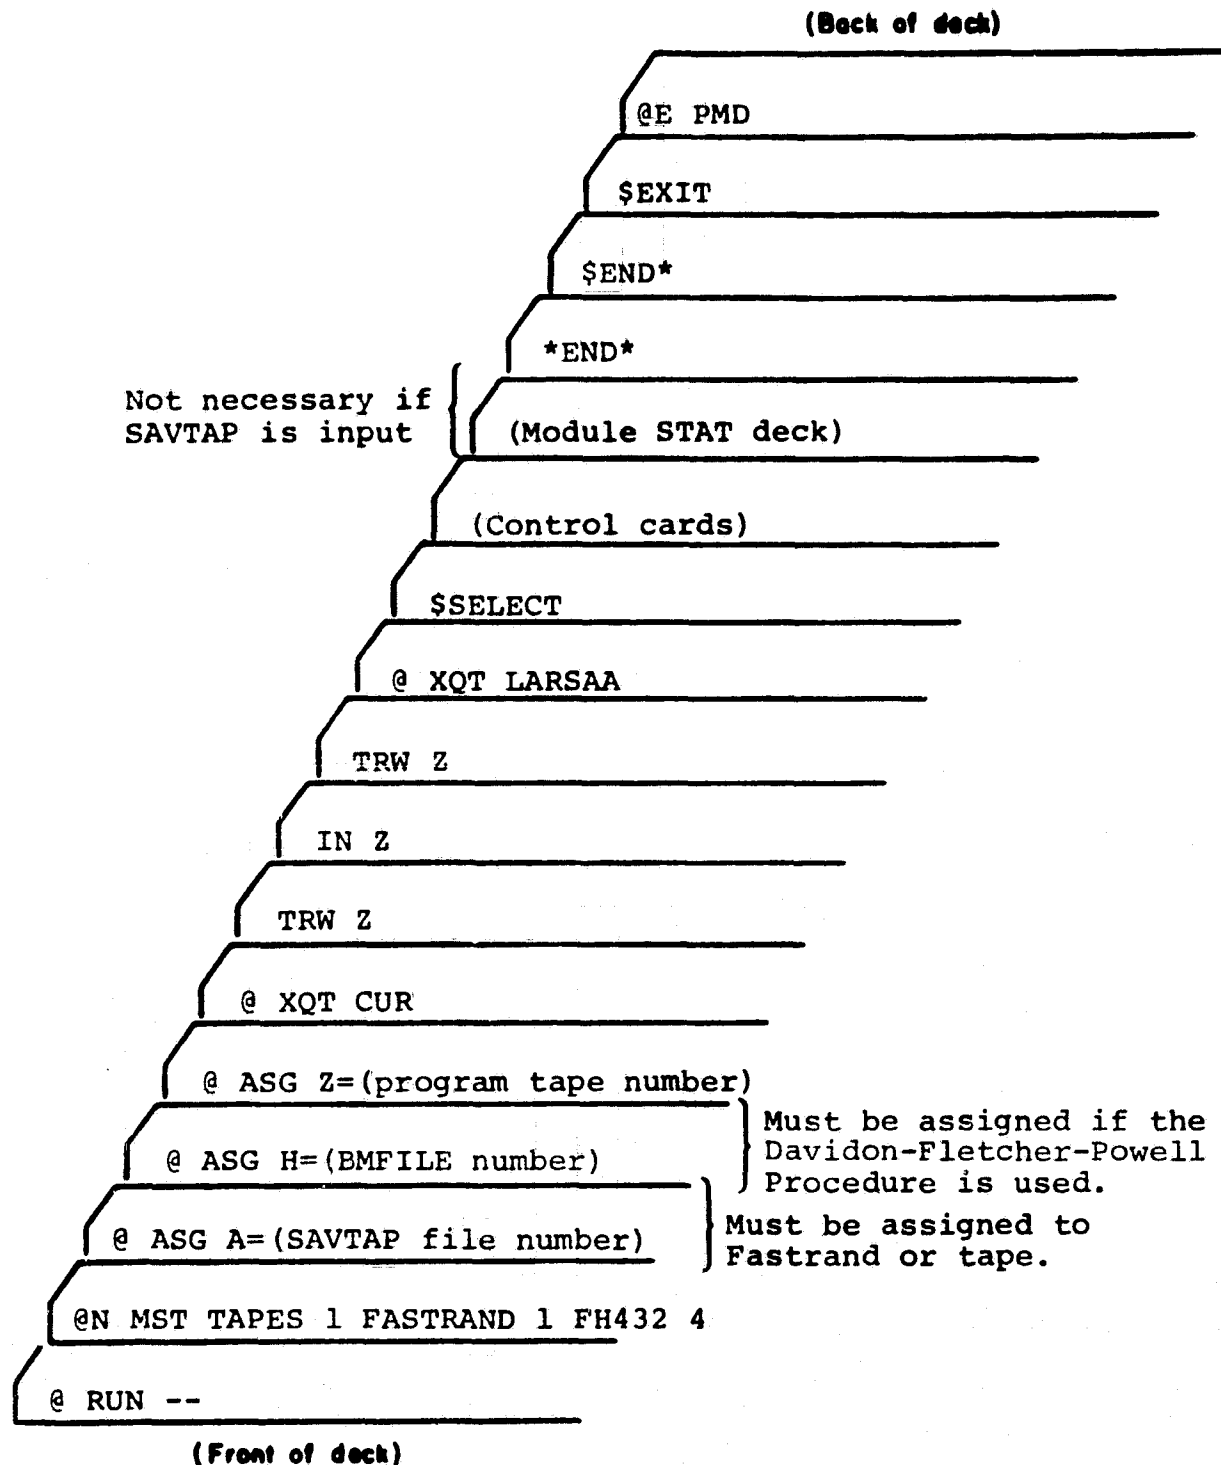 (Back of deck)
@E PMD
$EXIT
$END*
*END*
Not necessary if
SAVTAP is input
(Module STAT deck)
(Control cards)
$SELECT
@ XQT LARSAA
TRW Z
IN Z
TRW Z
@ XQT CUR
@ ASG Z=(program tape number)
Must be assigned if the
Davidon-Fletcher-Powell
Procedure is used.
@ ASG H=(BMFILE number)
@ ASG A=(SAVTAP file number)
Must be assigned to
Fastrand or tape.
@N MST TAPES 1 FASTRAND 1 FH432 4
@ RUN --
(Front of deck)